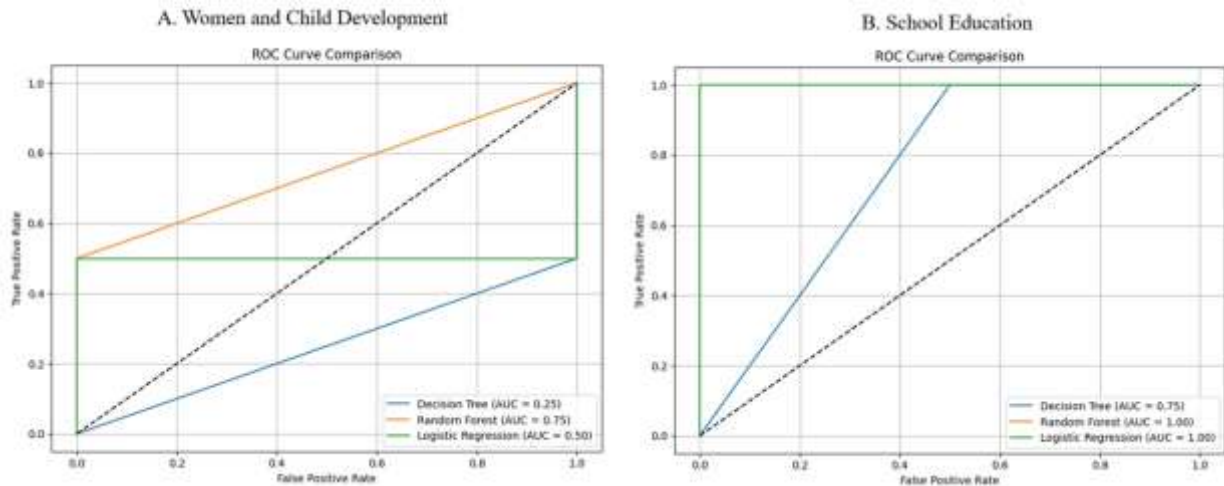 A. Women and Child Development
ROC Curve Comparison
1.0
0.8
0.6
0.4
0.2
0.0
True Positive Rate
Decision Tree (AUC = 0.25)
Random Forest (AUC = 0.75)
Logistic Regression (AUC = 0.50)
0.0 0.2 0.4 0.6 0.8 1.0
False Positive Rate
B. School Education
ROC Curve Comparison
1.0
0.8
0.6
0.4
0.2
0.0
True Positive Rate
Decision Tree (AUC = 0.75)
Random Forest (AUC = 1.00)
Logistic Regression (AUC = 1.00)
0.0 0.2 0.4 0.6 0.8 1.0
False Positive Rate